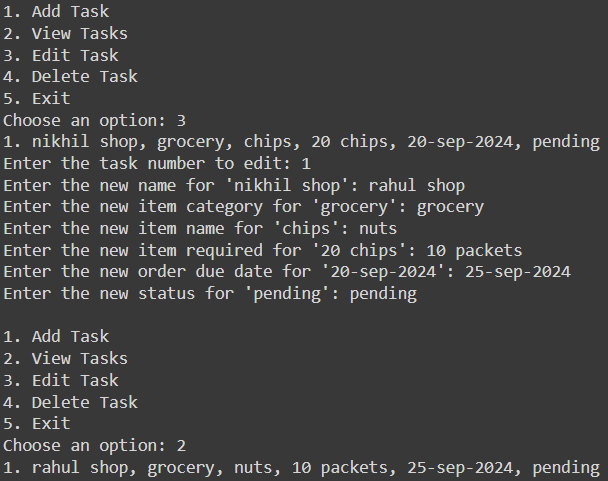 1. Add Task
2. View Tasks
3. Edit Task
4. Delete Task
5. Exit
Choose an option: 3
1. nikhil shop, grocery, chips, 20 chips, 20-sep-2024, pending
Enter the task number to edit: 1
Enter the new name for 'nikhil shop': rahul shop
Enter the new item category for 'grocery': grocery
Enter the new item name for 'chips': nuts
Enter the new item required for '20 chips': 10 packets
Enter the new order due date for '20-sep-2024': 25-sep-2024
Enter the new status for 'pending': pending
1. Add Task
2. View Tasks
3. Edit Task
4. Delete Task
5. Exit
Choose an option: 2
1. rahul shop, grocery, nuts, 10 packets, 25-sep-2024, pending